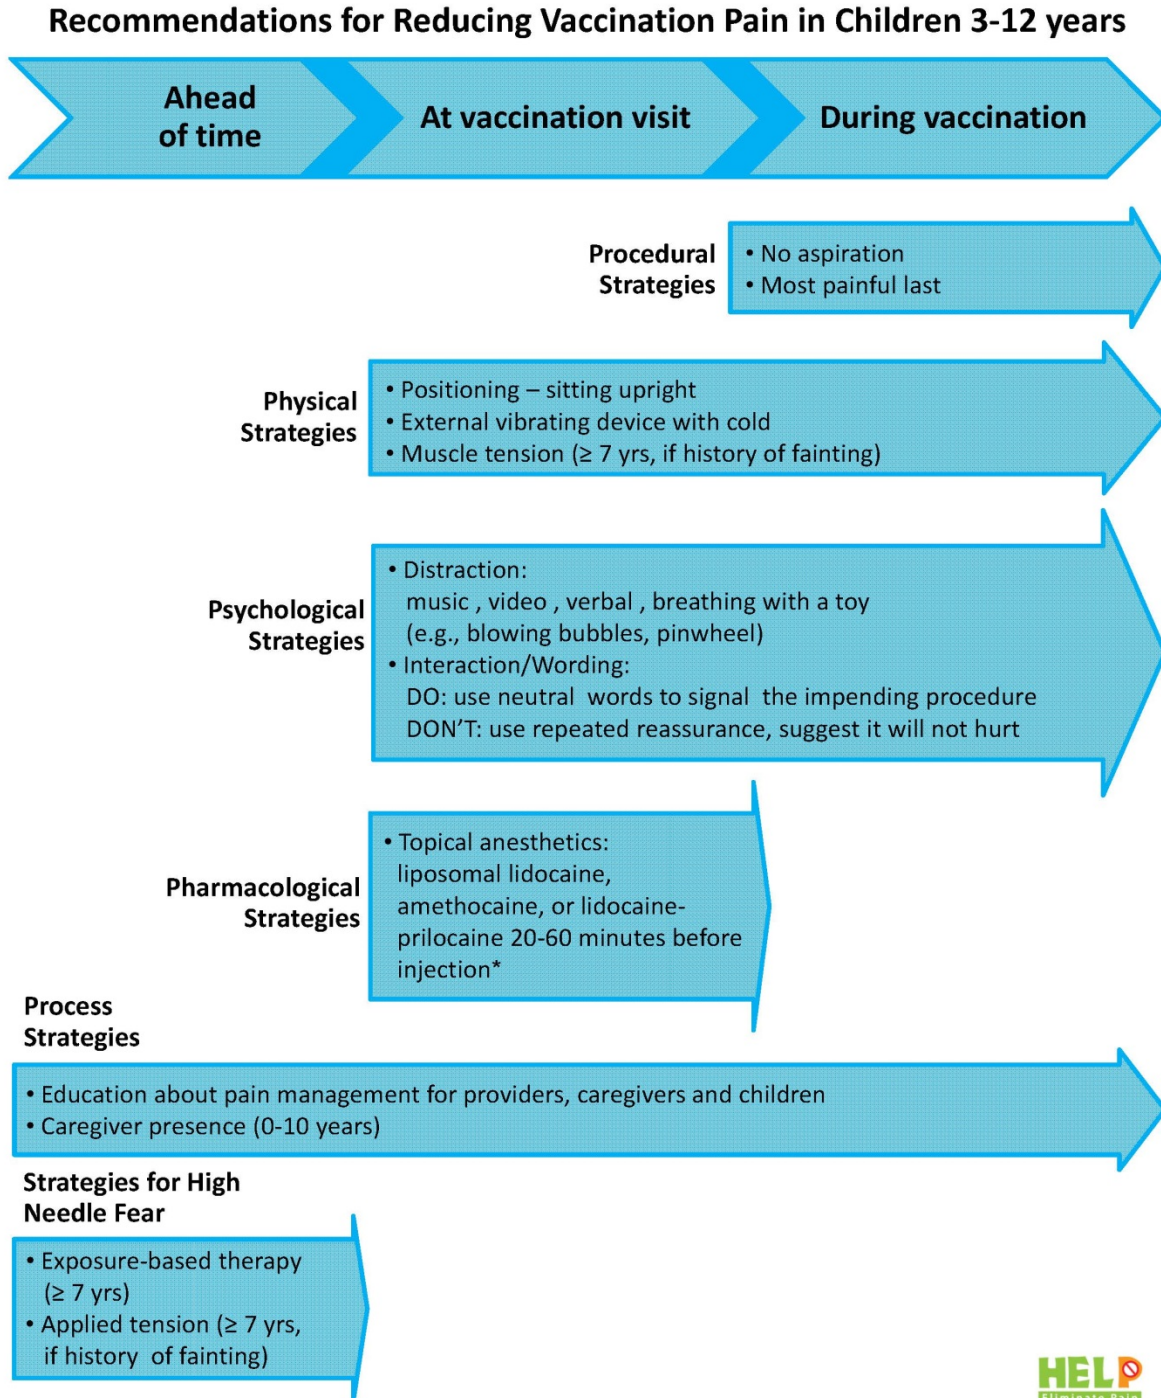 Recommendations for Reducing Vaccination Pain in Children 3-12 years
Ahead
of time
At vaccination visit
During vaccination
Procedural
Strategies
• No aspiration
• Most painful last
Physical
Strategies
• Positioning – sitting upright
• External vibrating device with cold
• Muscle tension (≥ 7 yrs, if history of fainting)
Psychological
Strategies
• Distraction:
music , video , verbal , breathing with a toy
(e.g., blowing bubbles, pinwheel)
• Interaction/Wording:
DO: use neutral words to signal the impending procedure
DON'T: use repeated reassurance, suggest it will not hurt
Pharmacological
Strategies
• Topical anesthetics:
liposomal lidocaine,
amethocaine, or lidocaine-
prilocaine 20-60 minutes before
injection*
Process
Strategies
• Education about pain management for providers, caregivers and children
• Caregiver presence (0-10 years)
Strategies for High
Needle Fear
• Exposure-based therapy
(≥ 7 yrs)
• Applied tension (≥ 7 yrs,
if history of fainting)
HELP
Eliminate Pain